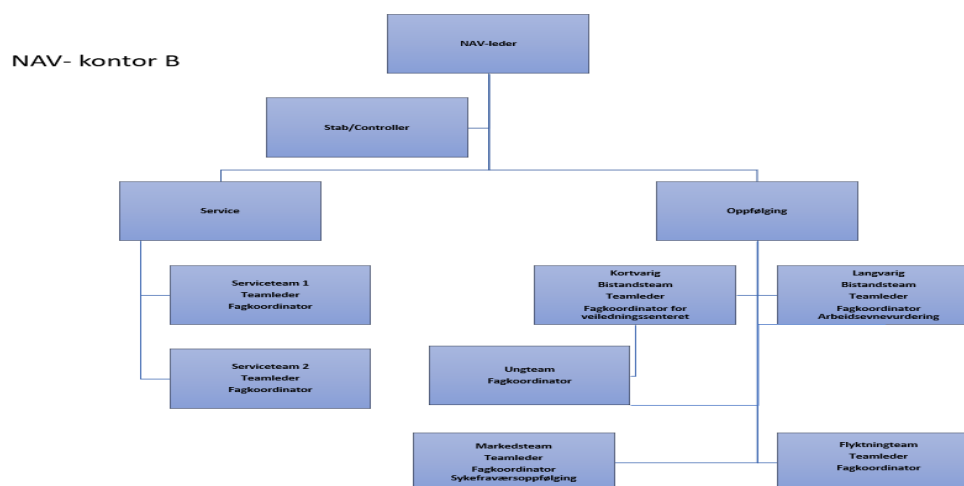 NAV-leder
NAV- kontor B
Stab/Controller
Service
Oppfølging
Serviceteam 1
Teamleder
Fagkoordinator
Kortvarig
Bistandsteam
Teamleder
Fagkoordinator for
veiledningssenteret
Langvarig
Bistandsteam
Teamleder
Fagkoordinator
Arbeidsevnevurdering
Serviceteam 2
Teamleder
Fagkoordinator
Ungteam
Fagkoordinator
Markedsteam
Teamleder
Fagkoordinator
Sykefraværsoppfølging
Flyktningteam
Teamleder
Fagkoordinator